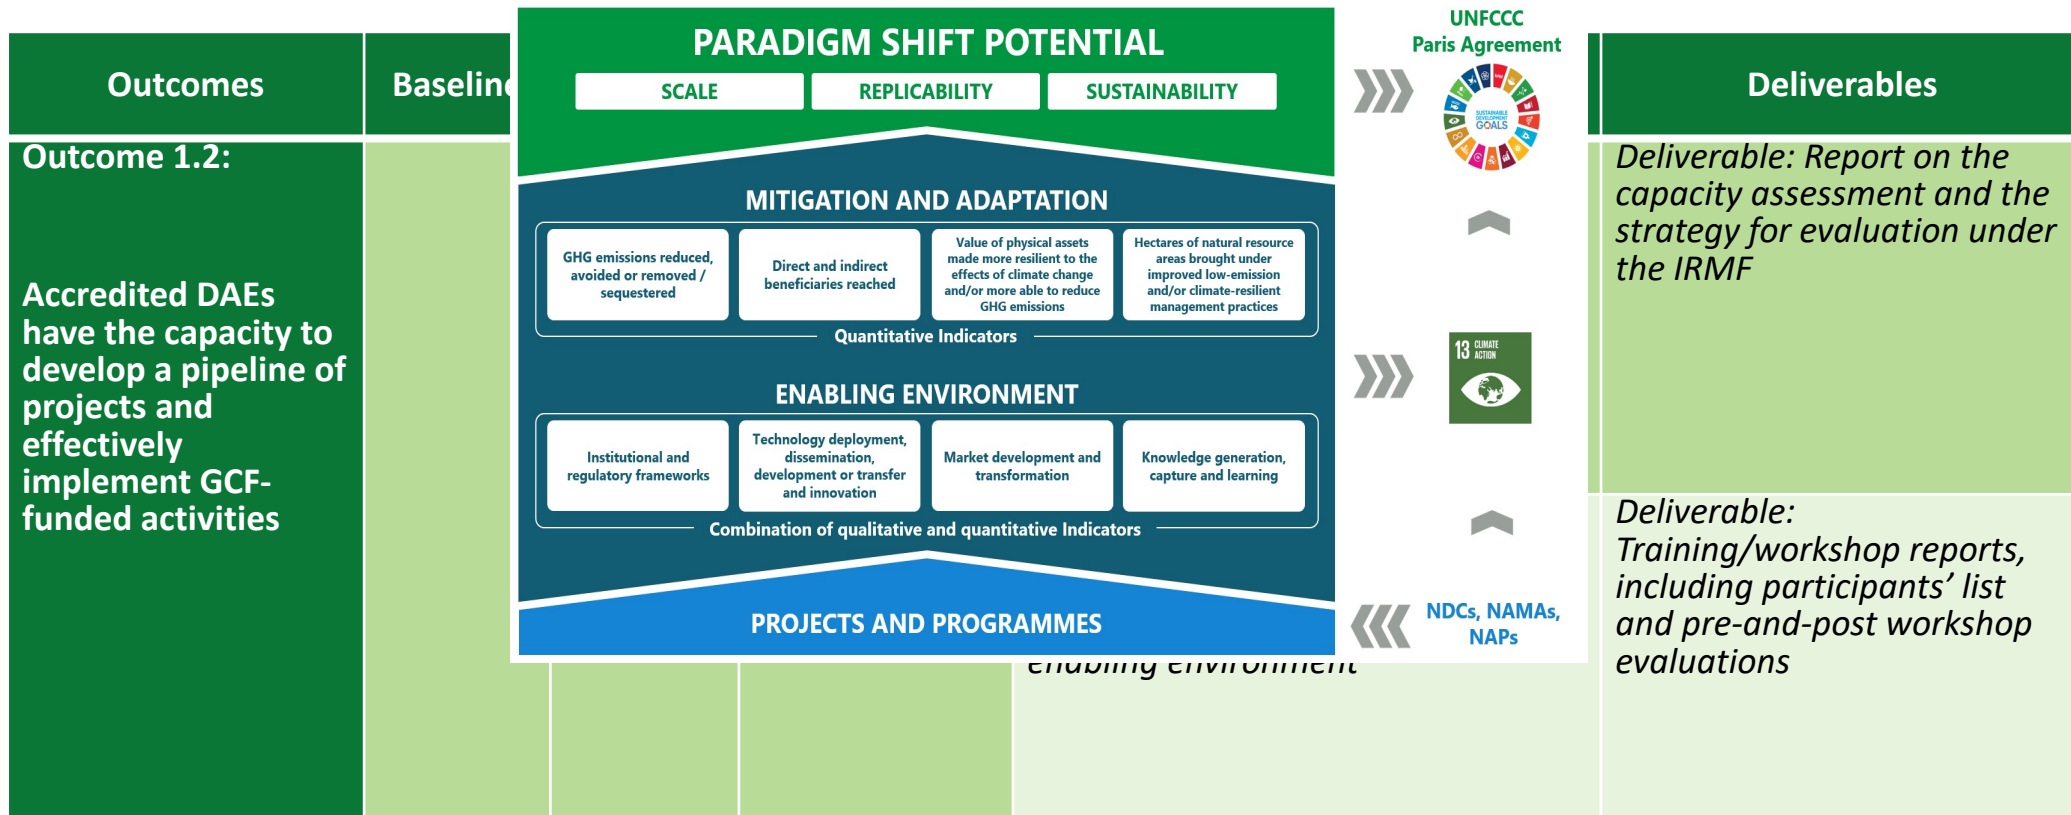 Outcomes
Baselin
Deliverables
Outcome 1.2:
Accredited DAEs
have the capacity to
develop a pipeline of
projects and
effectively
implement GCF-
funded activities
PARADIGM SHIFT POTENTIAL
SCALE
REPLICABILITY
SUSTAINABILITY
MITIGATION AND ADAPTATION
GHG emissions reduced,
avoided or removed /
sequestered
Direct and indirect
beneficiaries reached
Value of physical assets
made more resilient to the
effects of climate change
and/or more able to reduce
GHG emissions
Hectares of natural resource
areas brought under
improved low-emission
and/or climate-resilient
management practices
Quantitative Indicators
ENABLING ENVIRONMENT
Institutional and
regulatory frameworks
Technology deployment,
dissemination,
development or transfer
and innovation
Market development and
transformation
Knowledge generation,
capture and learning
Combination of qualitative and quantitative Indicators
PROJECTS AND PROGRAMMES
UNFCCC
Paris Agreement
SUSTAINABLE
DEVELOPMENT
GOALS
13 CLIMATE
ACTION
NDCs, NAMAs,
NAPs
enabling environment
Deliverable: Report on the
capacity assessment and the
strategy for evaluation under
the IRMF
Deliverable:
Training/workshop reports,
including participants’ list
and pre-and-post workshop
evaluations